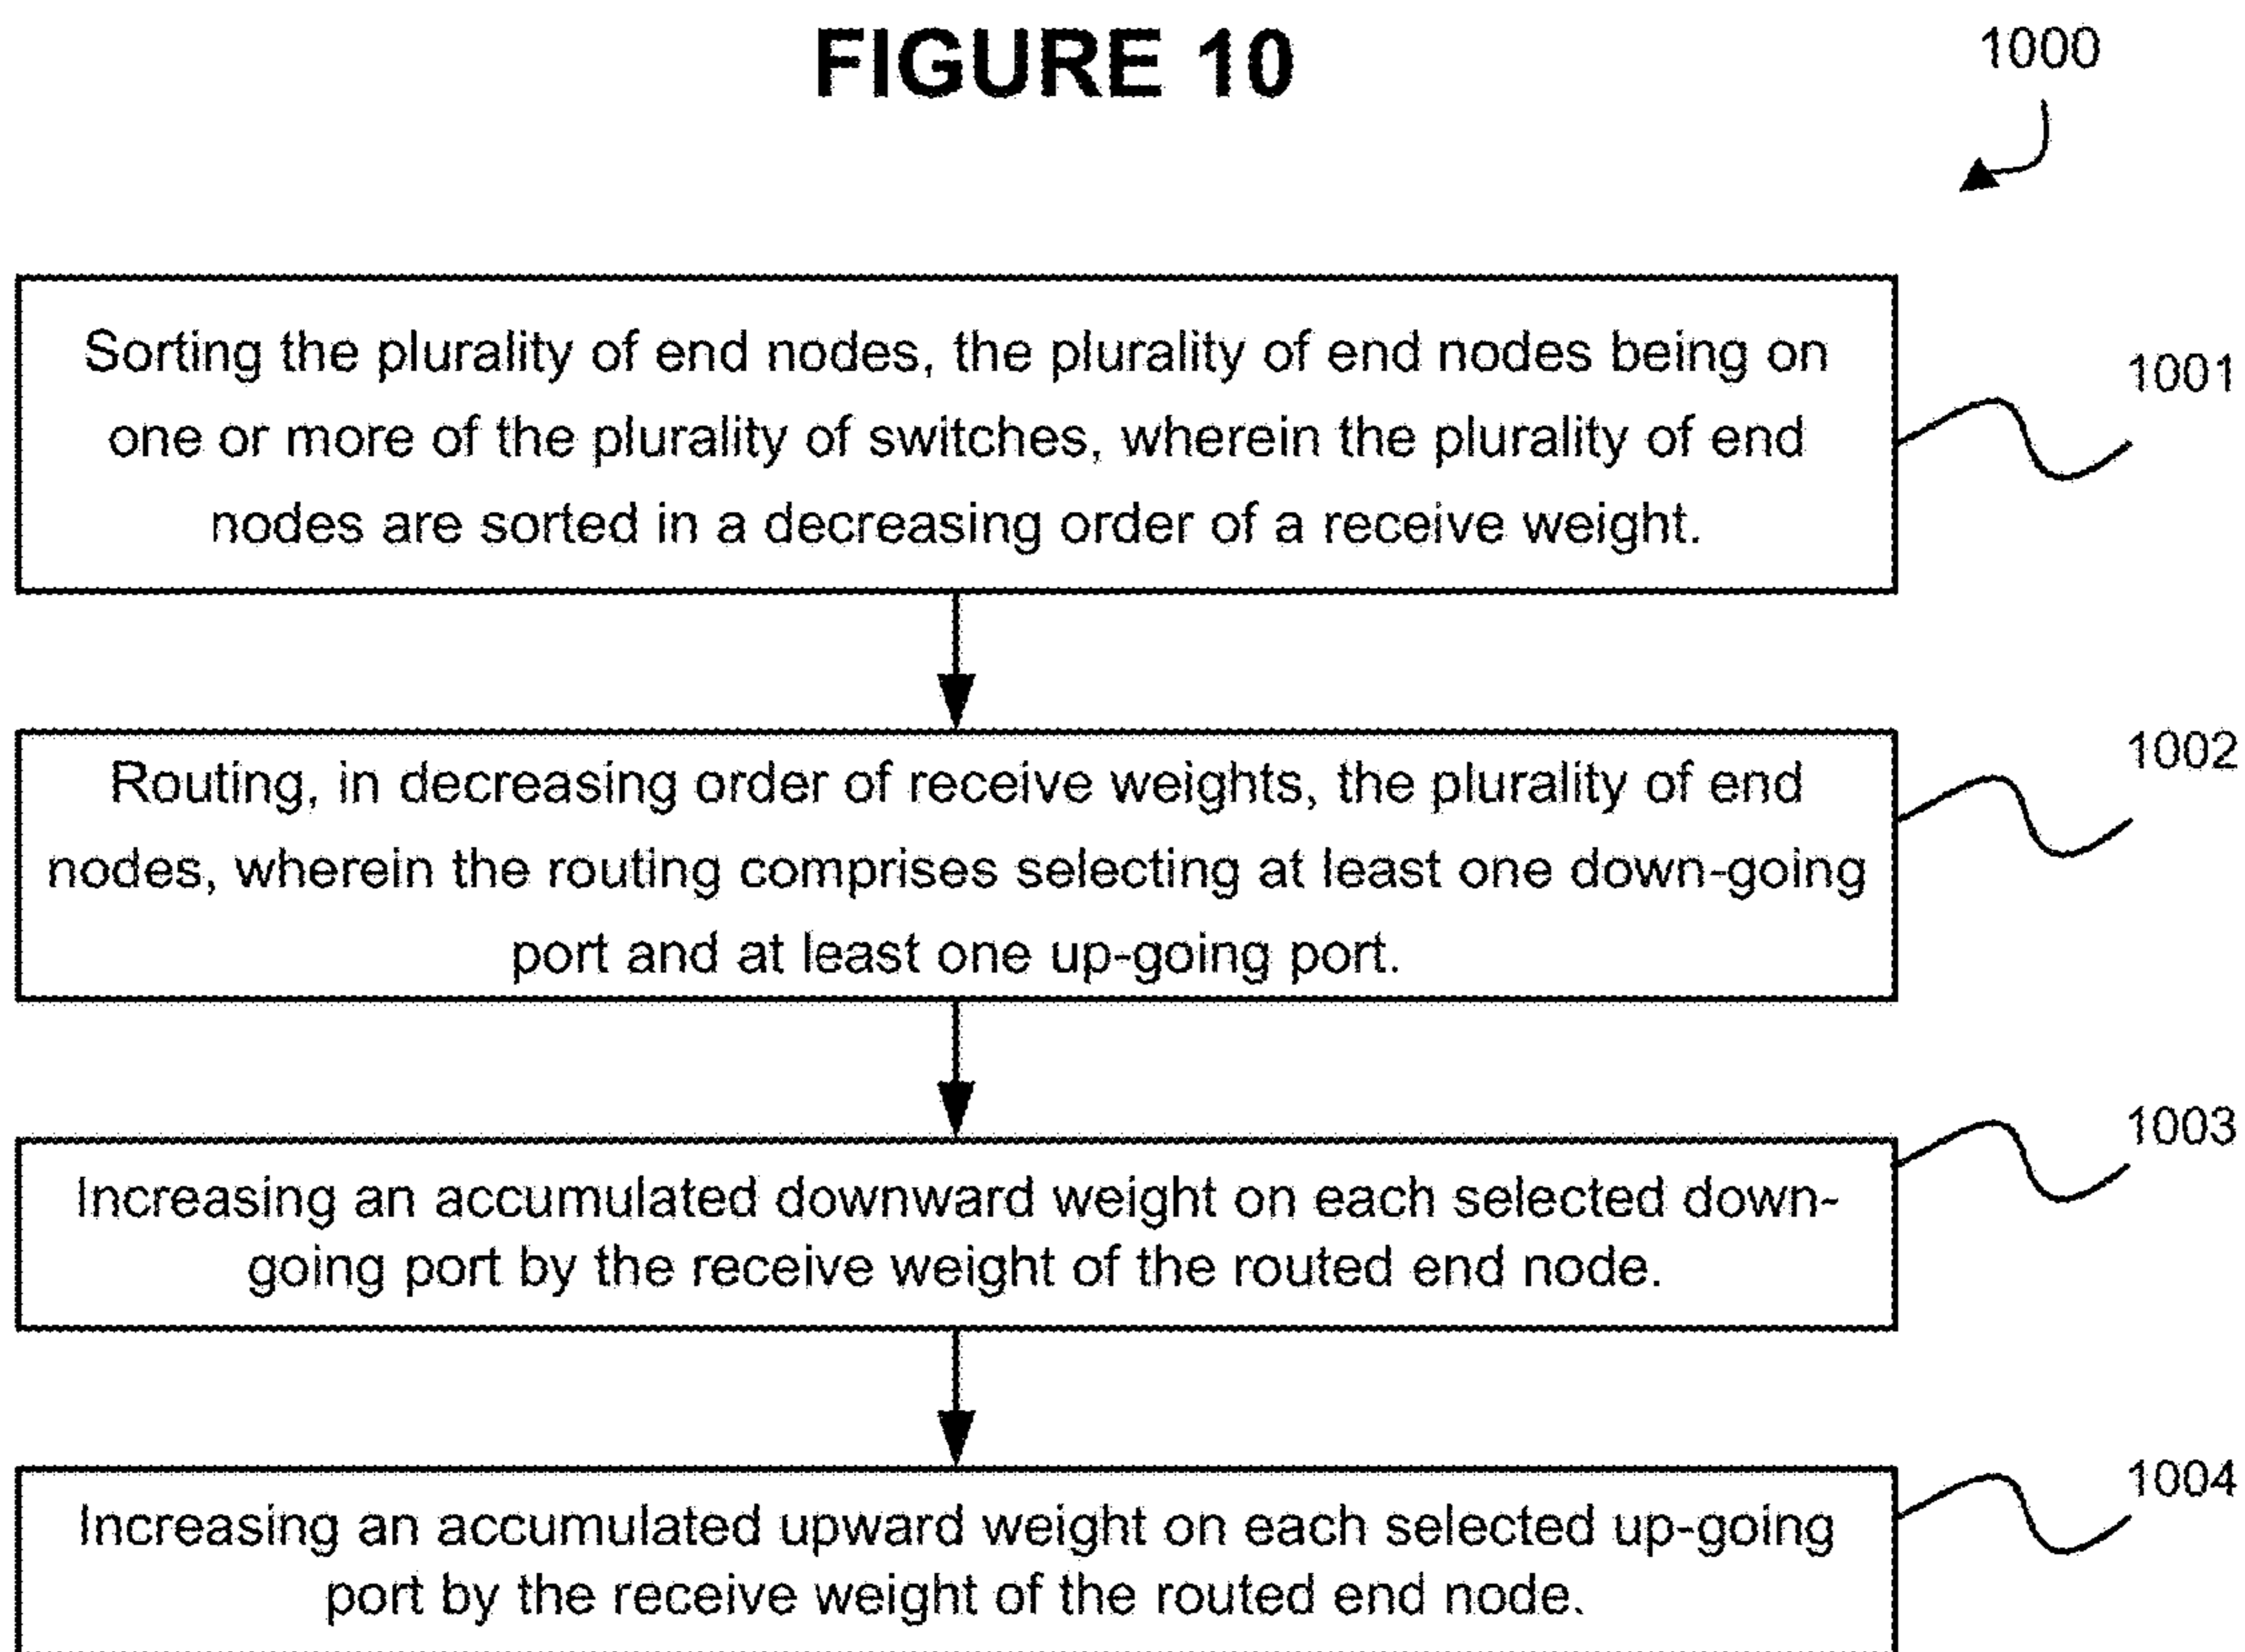 FIGURE 10
1000
Sorting the plurality of end nodes, the plurality of end nodes being on
one or more of the plurality of switches, wherein the plurality of end
nodes are sorted in a decreasing order of a receive weight.
1001
Routing, in decreasing order of receive weights, the plurality of end
nodes, wherein the routing comprises selecting at least one down-going
port and at least one up-going port.
1002
Increasing an accumulated downward weight on each selected down-
going port by the receive weight of the routed end node.
1003
Increasing an accumulated upward weight on each selected up-going
port by the receive weight of the routed end node.
1004